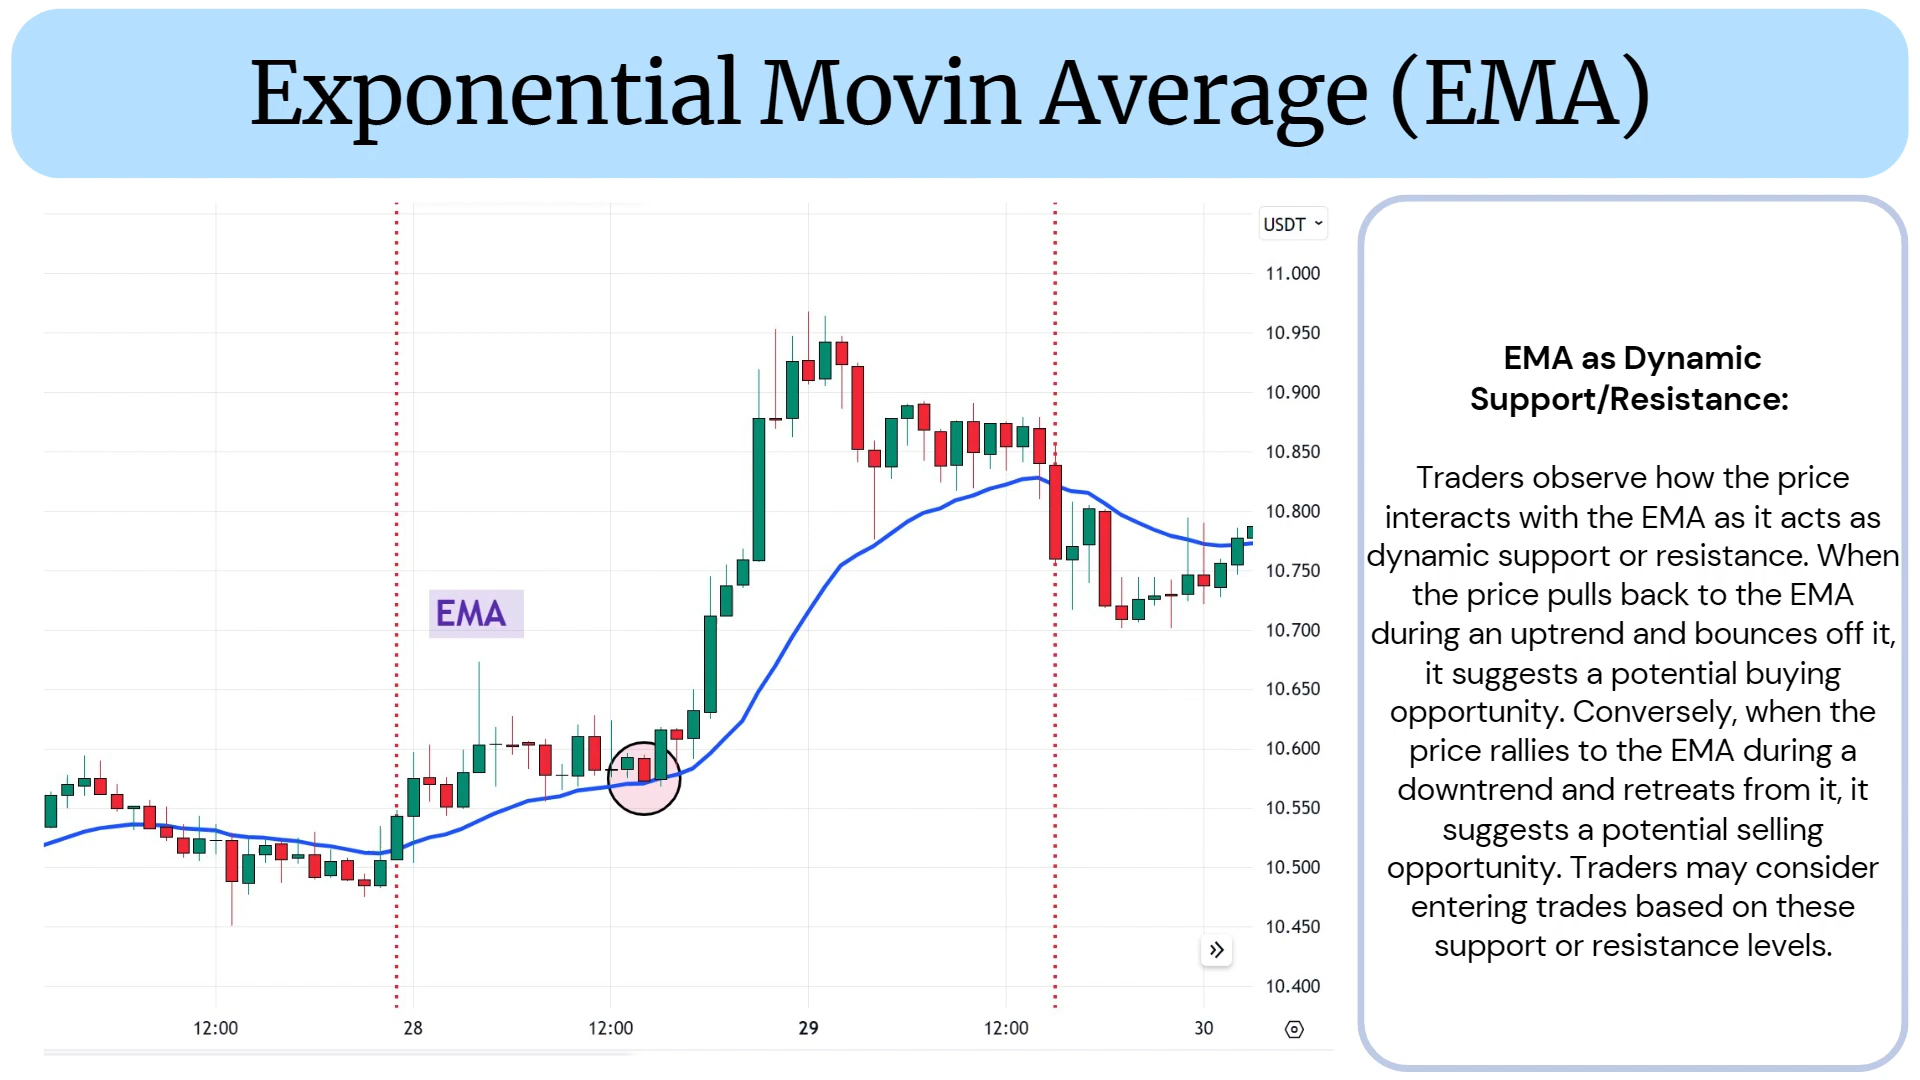 Exponential Movin Average (EMA)
USDT
11.000
10.950
10.900
10.850
10.800
10.750
10.700
10.650
10.600
10.550
10.500
10.450
10.400
EMA
12:00
28
12:00
29
12:00
30
EMA as Dynamic
Support/Resistance:
Traders observe how the price
interacts with the EMA as it acts as
dynamic support or resistance. When
the price pulls back to the EMA
during an uptrend and bounces off it,
it suggests a potential buying
opportunity. Conversely, when the
price rallies to the EMA during a
downtrend and retreats from it, it
suggests a potential selling
opportunity. Traders may consider
entering trades based on these
support or resistance levels.